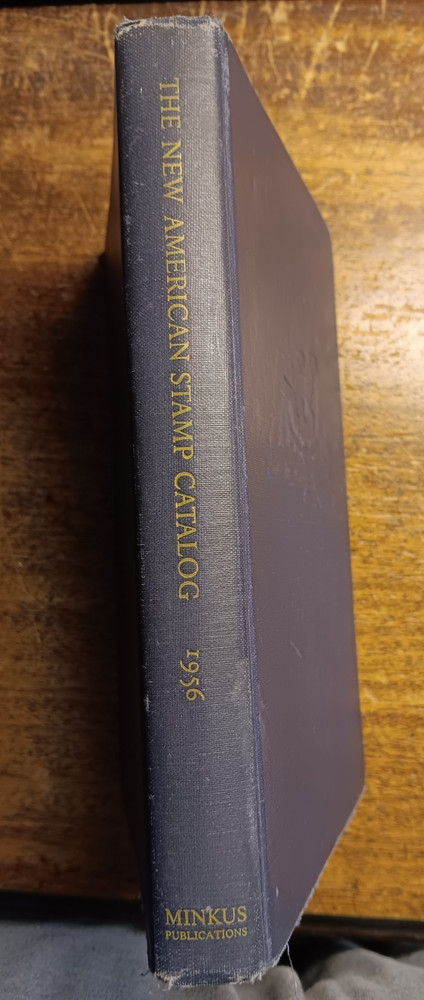 THE NEW AMERICAN STAMP CATALOG 1956
MINKUS
PUBLICATIONS